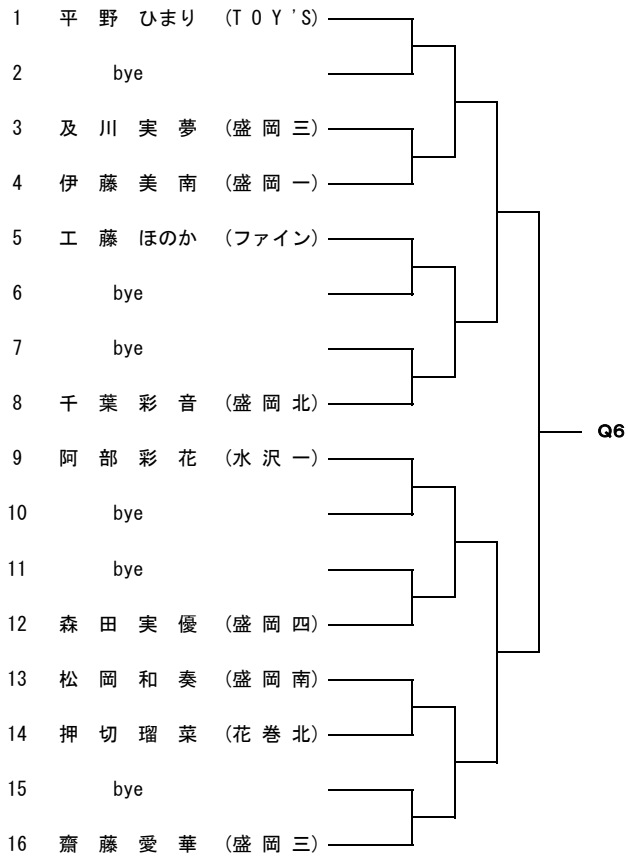 1 平 野 ひまり (TOY'S)
2 bye
3 及 川 実 夢 (盛 岡 三)
4 伊 藤 美 南 (盛 岡 一)
5 工 藤 ほのか (ファイン)
6 bye
7 bye
8 千 葉 彩 音 (盛 岡 北)
9 阿 部 彩 花 (水 沢 一)
10 bye
11 bye
12 森 田 実 優 (盛 岡 四)
13 松 岡 和 奏 (盛 岡 南)
14 押 切 瑠 菜 (花 巻 北)
15 bye
16 齋 藤 愛 華 (盛 岡 三)
Q6